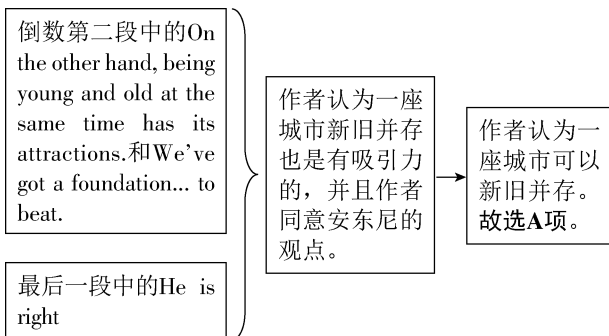 倒数第二段中的On
the other hand, being
young and old at the
same time has its
attractions.和We've
got a foundation... to
beat.
最后一段中的He is
right
作者认为一座
城市新旧并存
也是有吸引力
的，并且作者
同意安东尼的
观点。
作者认为一
座城市可以
新旧并存。
故选A项。